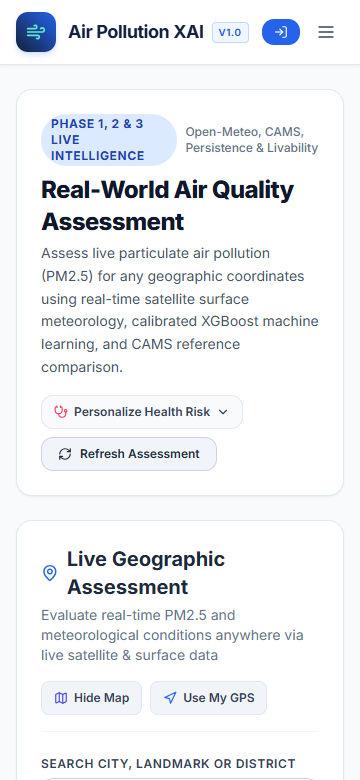 Air Pollution XAI V1.0
PHASE 1, 2 & 3
LIVE
INTELLIGENCE
Open-Meteo, CAMS,
Persistence & Livability
Real-World Air Quality
Assessment
Assess live particulate air pollution
(PM2.5) for any geographic coordinates
using real-time satellite surface
meteorology, calibrated XGBoost machine
learning, and CAMS reference
comparison.
Personalize Health Risk
Refresh Assessment
Live Geographic
Assessment
Evaluate real-time PM2.5 and
meteorological conditions anywhere via
live satellite & surface data
Hide Map
Use My GPS
SEARCH CITY, LANDMARK OR DISTRICT